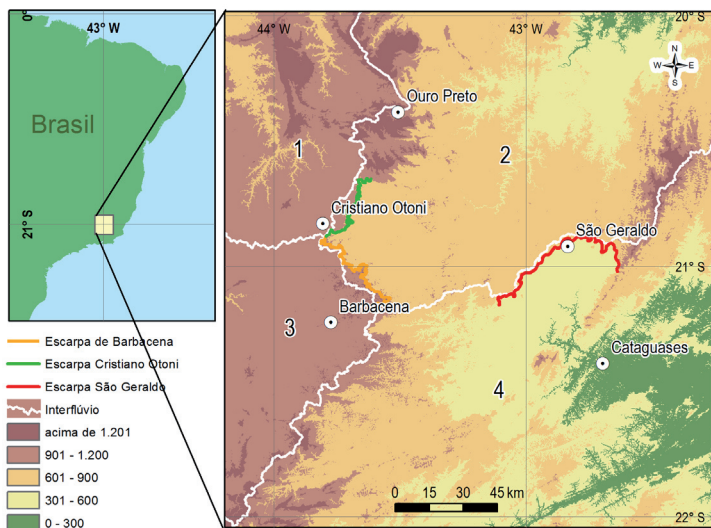 0°
43° W
Brasil
21° S
Escarpa de Barbacena
Escarpa Cristiano Otoni
Escarpa São Geraldo
Interflúvio
acima de 1.201
901 - 1.200
601 - 900
301 - 600
0 - 300
44° W
43° W
20° S
N
W E
S
Ouro Preto
1
2
Cristiano Otoni
São Geraldo
21° S
3
Barbacena
Cataguases
4
0 15 30 45 km
22° S